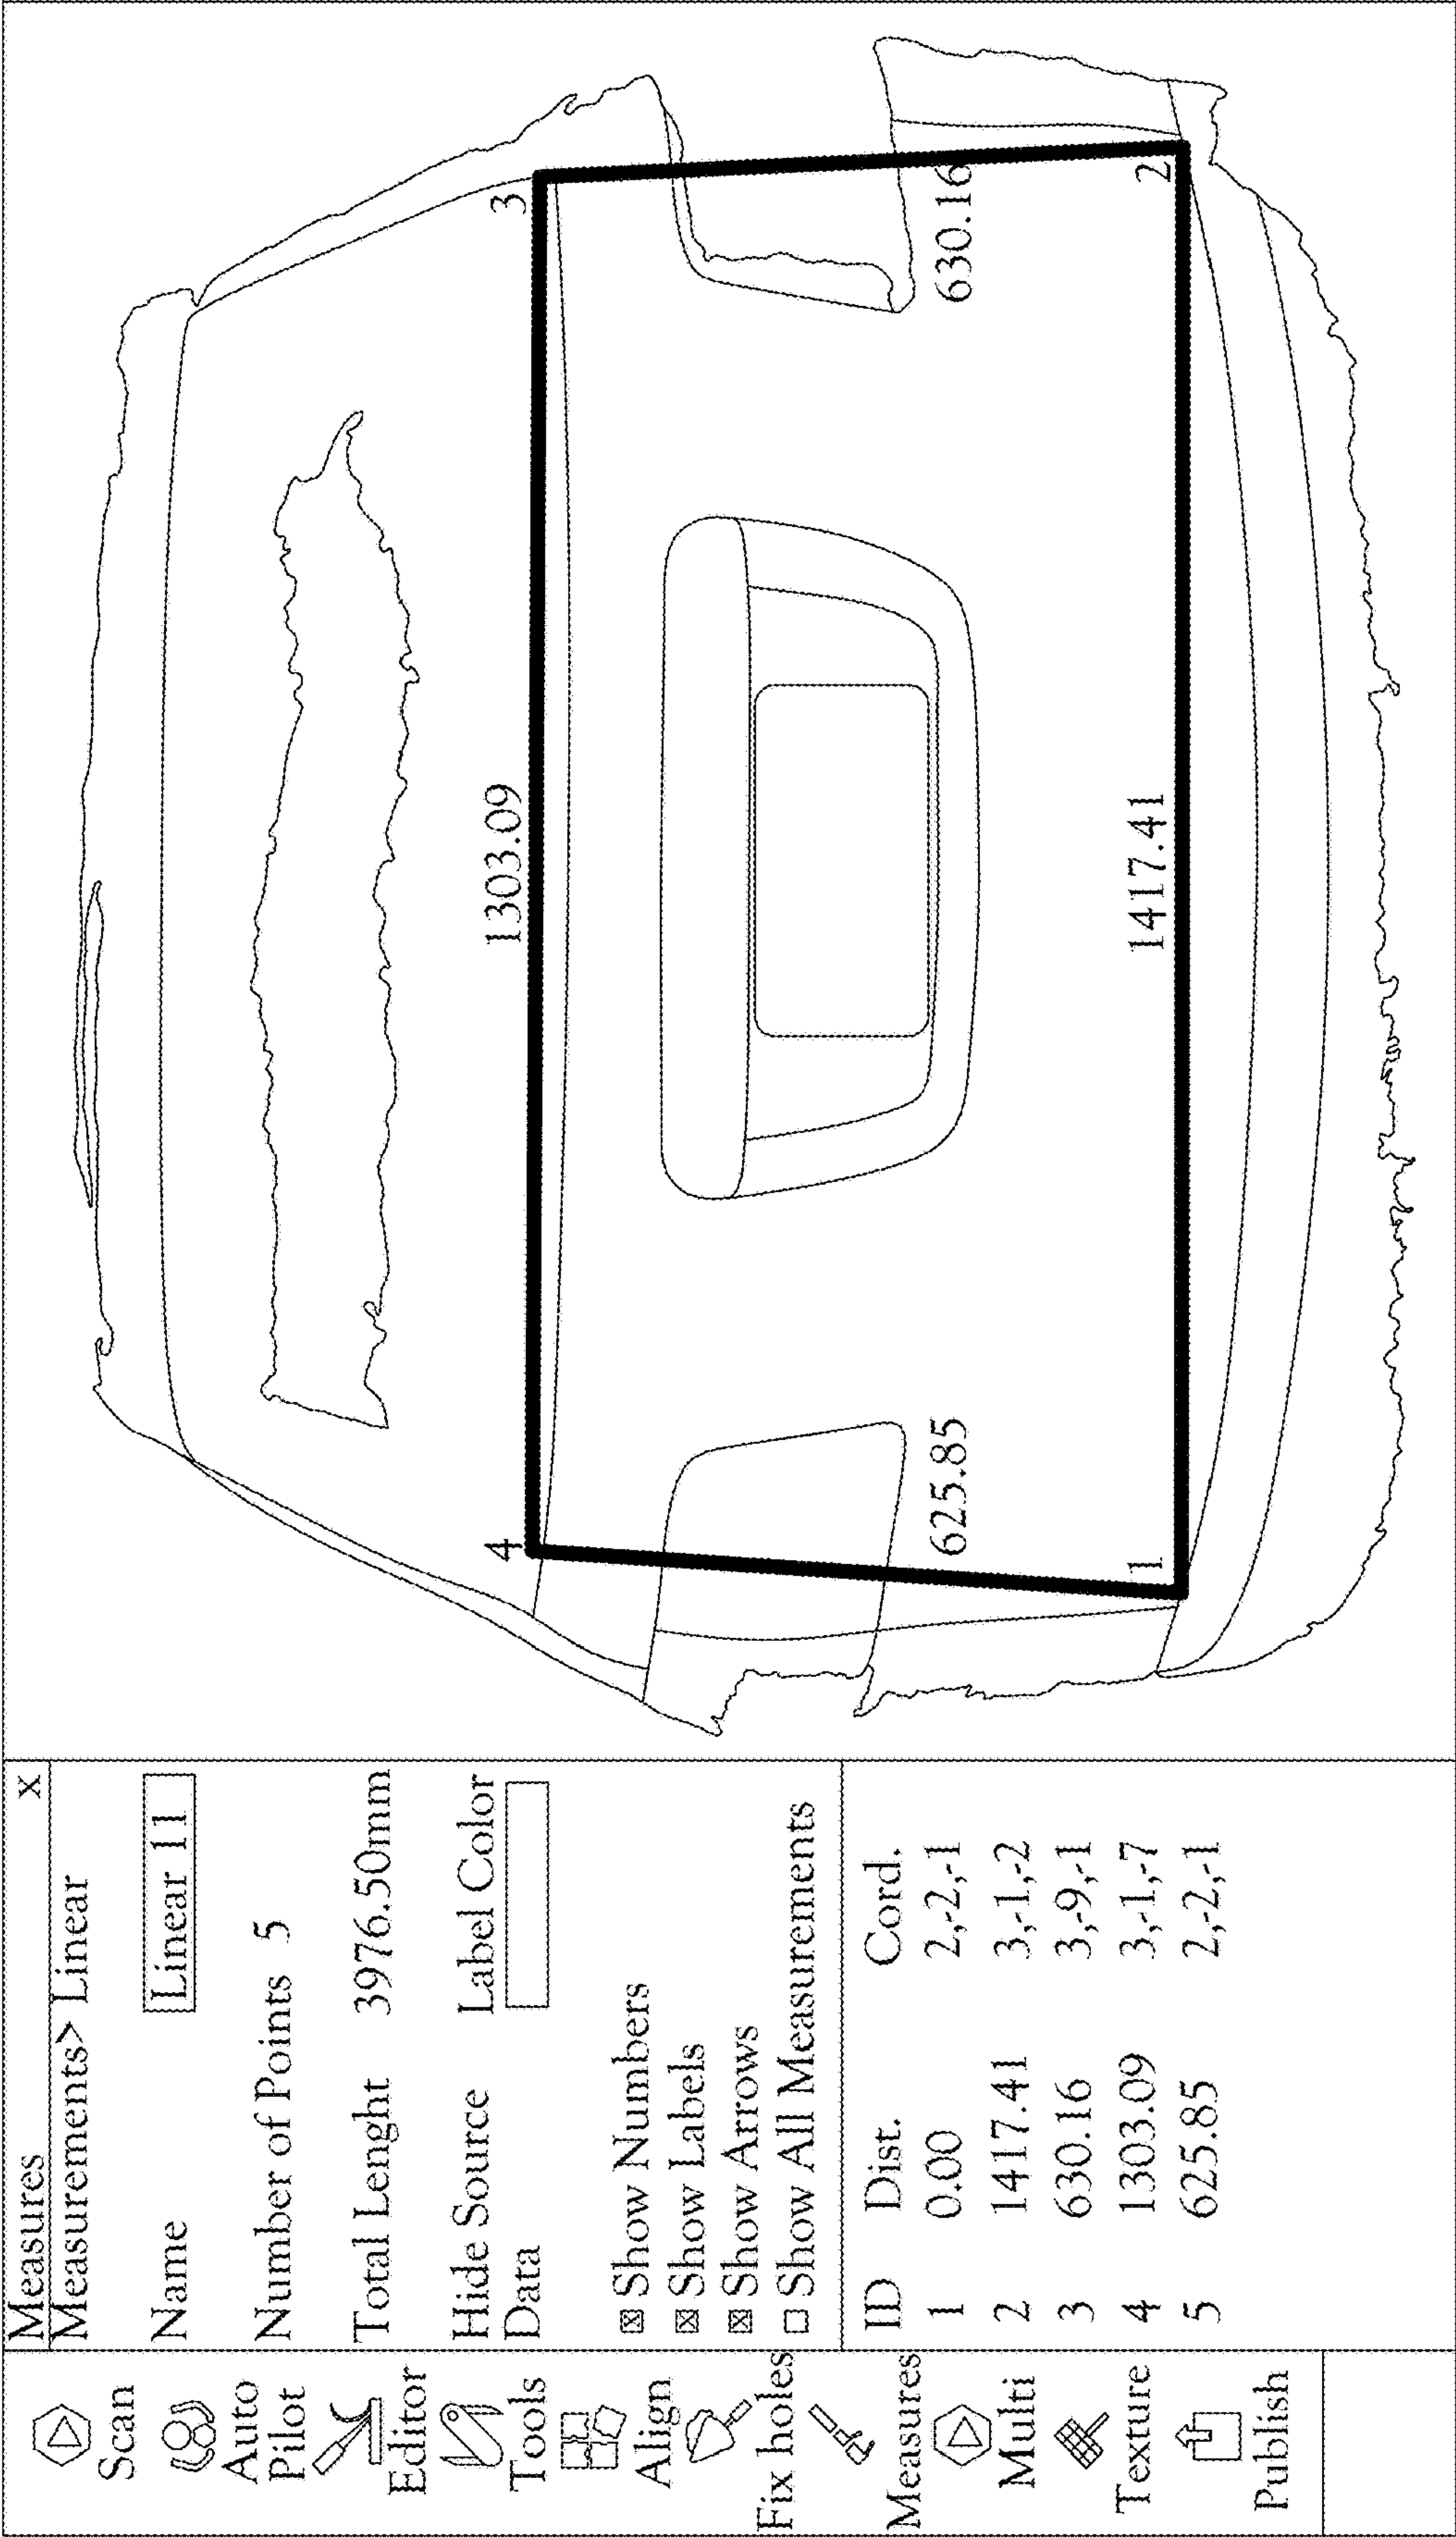 Scan
Auto
Pilot
Editor
Tools
Align
Fix holes
Measures
Multi
Texture
Publish
Measures x
Measurements> Linear
Name Linear 11
Number of Points 5
Total Lenght 3976.50mm
Hide Source Label Color
Data
Show Numbers
Show Labels
Show Arrows
Show All Measurements
ID Dist. Cord.
1 0.00 2,-2,-1
2 1417.41 3,-1,-2
3 630.16 3,-9,-1
4 1303.09 3,-1,-7
5 625.85 2,-2,-1
4 1303.09 3
625.85 630.16
1 1417.41 2